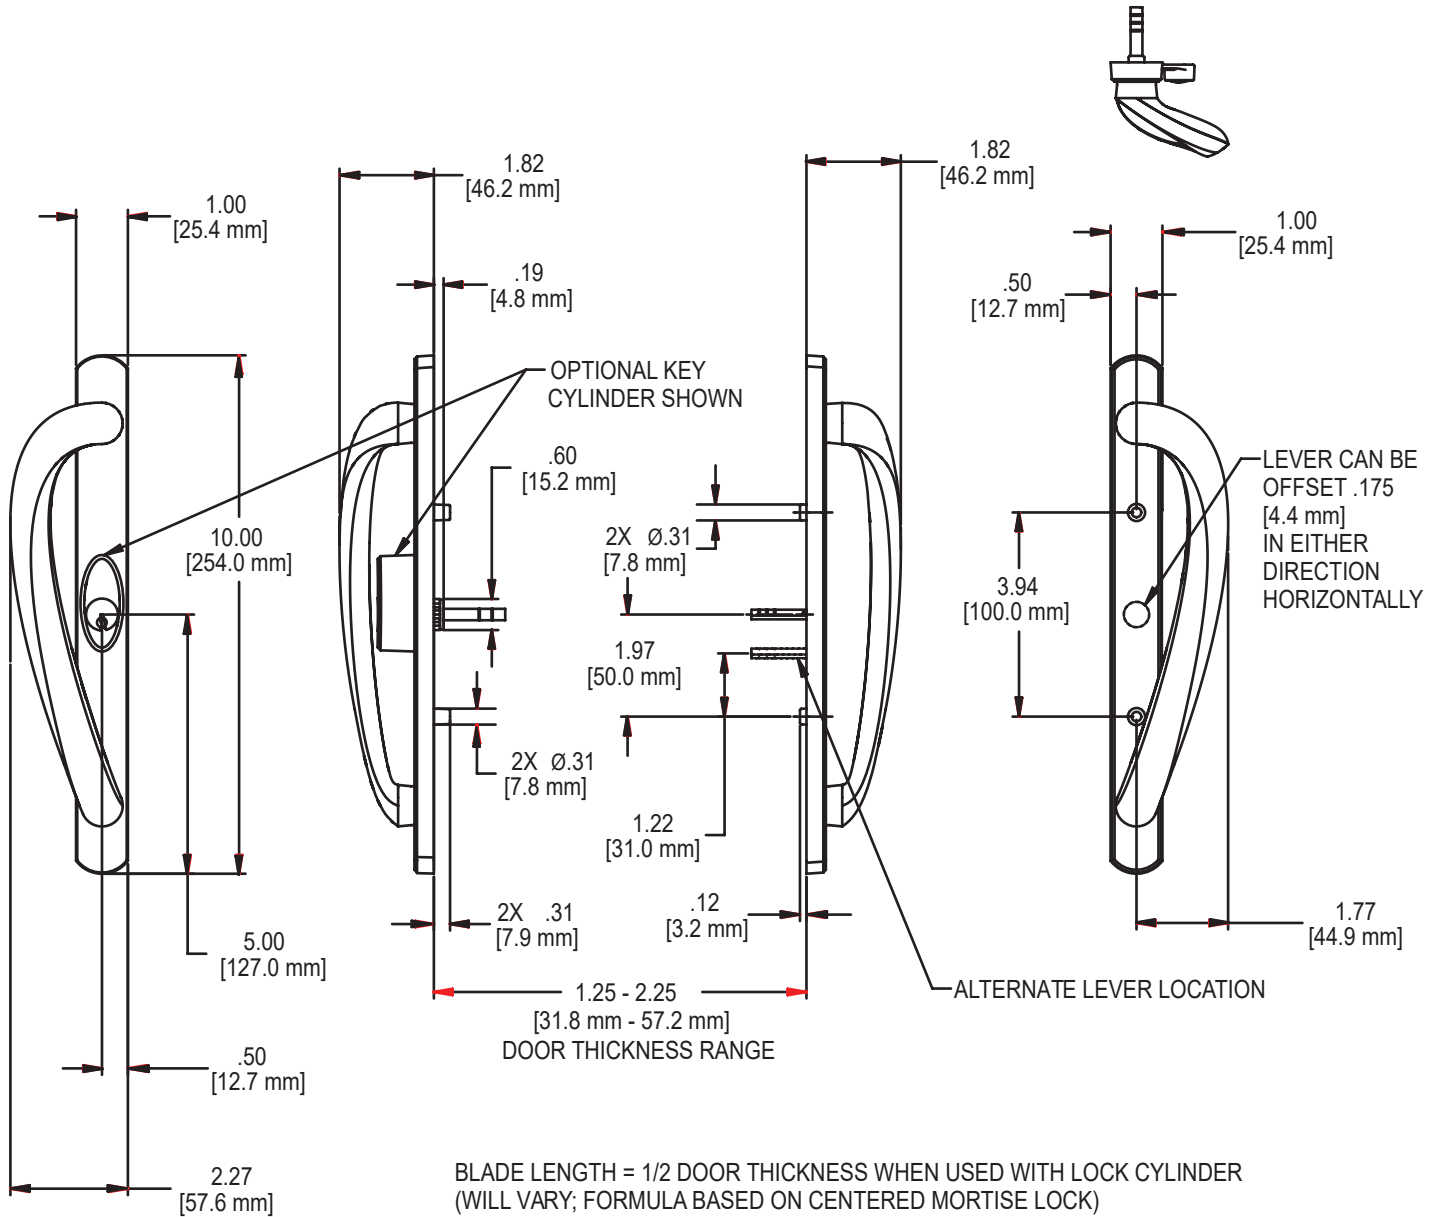 1.82
[46.2 mm]
1.82
[46.2 mm]
1.00
[25.4 mm]
1.00
[25.4 mm]
.19
[4.8 mm]
.50
[12.7 mm]
OPTIONAL KEY
CYLINDER SHOWN
.60
[15.2 mm]
LEVER CAN BE
OFFSET .175
[4.4 mm]
IN EITHER
DIRECTION
HORIZONTALLY
10.00
[254.0 mm]
2X Ø.31
[7.8 mm]
3.94
[100.0 mm]
1.97
[50.0 mm]
2X Ø.31
[7.8 mm]
1.22
[31.0 mm]
2X .31
[7.9 mm]
.12
[3.2 mm]
1.77
[44.9 mm]
5.00
[127.0 mm]
1.25 - 2.25
[31.8 mm - 57.2 mm]
DOOR THICKNESS RANGE
ALTERNATE LEVER LOCATION
.50
[12.7 mm]
2.27
[57.6 mm]
BLADE LENGTH = 1/2 DOOR THICKNESS WHEN USED WITH LOCK CYLINDER
(WILL VARY; FORMULA BASED ON CENTERED MORTISE LOCK)